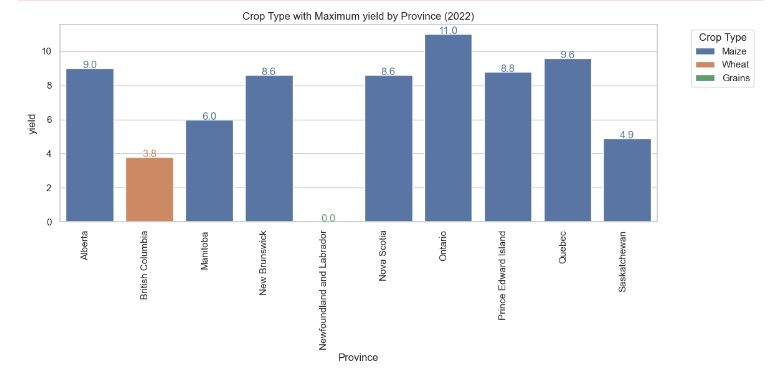 Crop Type with Maximum yield by Province (2022)
Crop Type
Maize
Wheat
Grains
yield
10
8
6
4
2
0
9.0
3.8
6.0
8.6
0.0
8.6
11.0
8.8
9.6
4.9
Alberta
British Columbia
Manitoba
New Brunswick
Newfoundland and Labrador
Nova Scotia
Ontario
Prince Edward Island
Quebec
Saskatchewan
Province